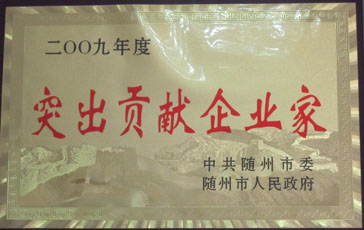 二〇〇九年度
突出贡献企业家
中共随州市委
随州市人民政府